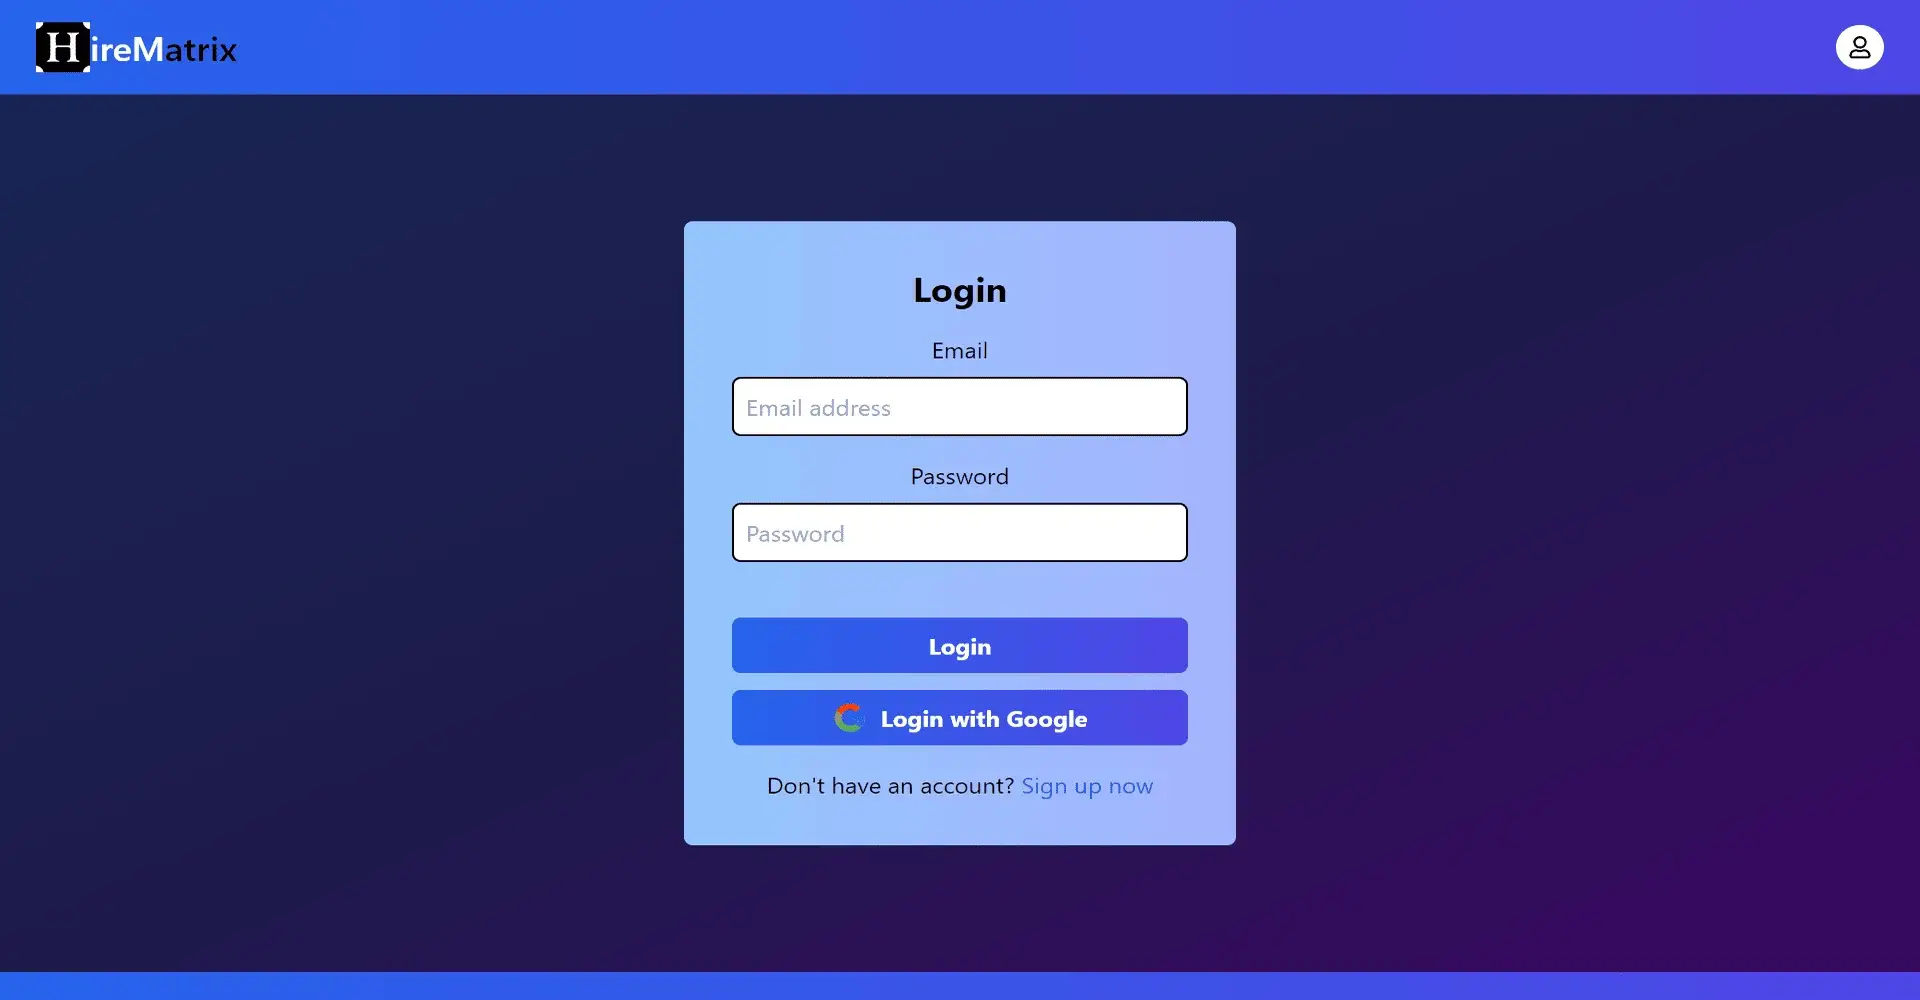 HireMatrix
Login
Email
Email address
Password
Password
Login
Login with Google
Don't have an account? Sign up now